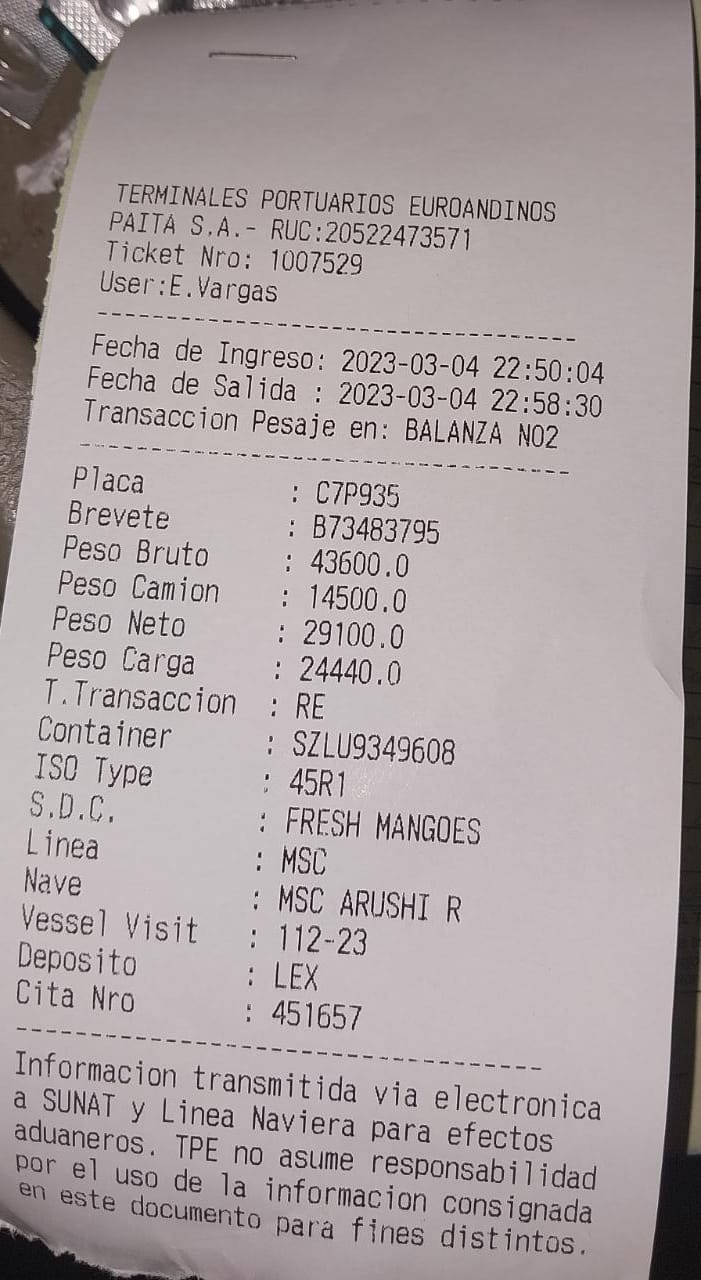 TERMINALES PORTUARIOS EUROANDINOS
PAITA S.A.- RUC:20522473571
Ticket Nro: 1007529
User:E.Vargas
---------------------------------
Fecha de Ingreso: 2023-03-04 22:50:04
Fecha de Salida : 2023-03-04 22:58:30
Transaccion Pesaje en: BALANZA NO2
---------------------------------
Placa : C7P935
Brevete : B73483795
Peso Bruto : 43600.0
Peso Camion : 14500.0
Peso Neto : 29100.0
Peso Carga : 24440.0
T.Transaccion : RE
Container : SZLU9349608
ISO Type : 45R1
S.D.C. : FRESH MANGOES
Linea : MSC
Nave : MSC ARUSHI R
Vessel Visit : 112-23
Deposito : LEX
Cita Nro : 451657
---------------------------------
Informacion transmitida via electronica
a SUNAT y Linea Naviera para efectos
aduaneros. TPE no asume responsabilidad
por el uso de la informacion consignada
en este documento para fines distintos.